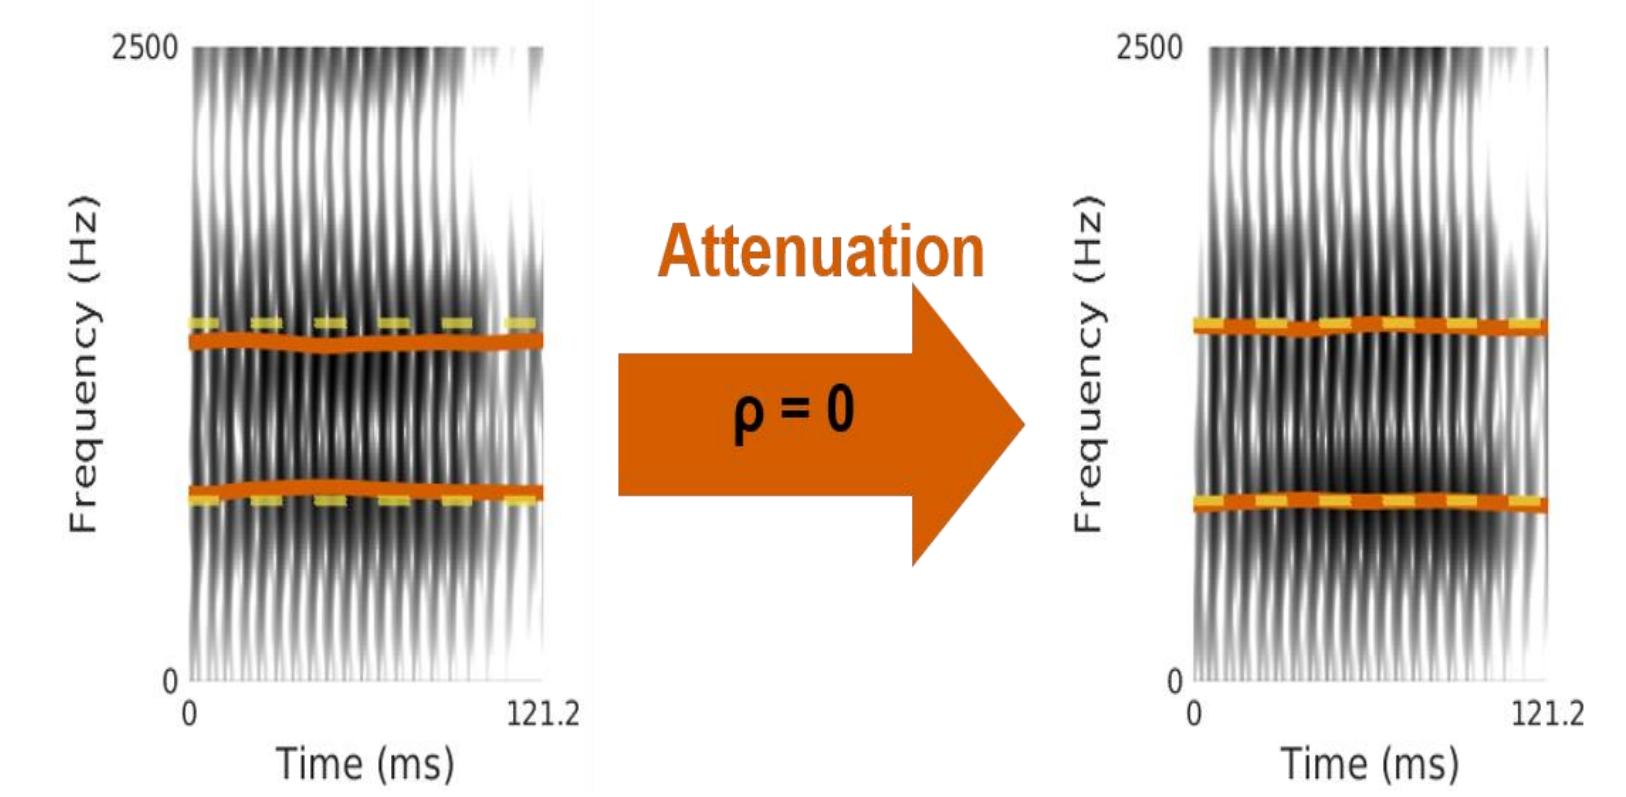 2500
Frequency (Hz)
0
0
121.2
Time (ms)
Attenuation
ρ = 0
2500
Frequency (Hz)
0
0
121.2
Time (ms)